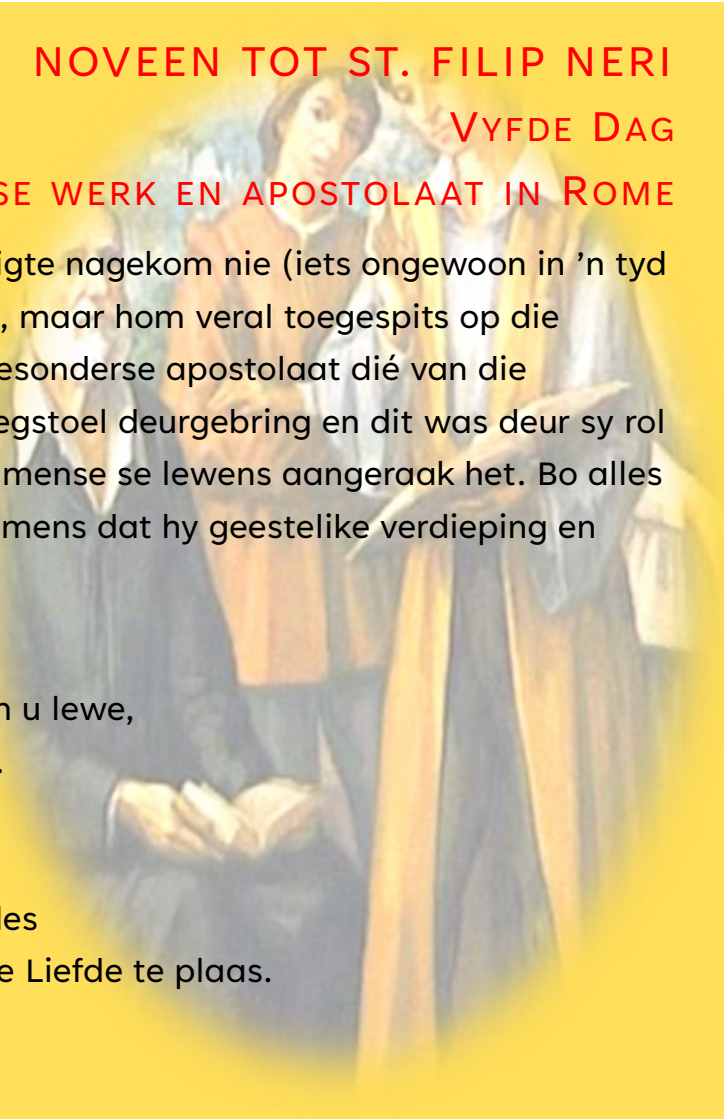 NOVEEN TOT ST. FILIP NERI
VYFDE DAG
SE WERK EN APOSTOLAAT IN ROME
igte nagekom nie (iets ongewoon in ’n tyd
, maar hom veral toegespits op die
esonderse apostolaat dié van die
egstoel deurgebring en dit was deur sy rol
mense se lewens aangeraak het. Bo alles
mens dat hy geestelike verdieping en
n u lewe,
.
les
e Liefde te plaas.